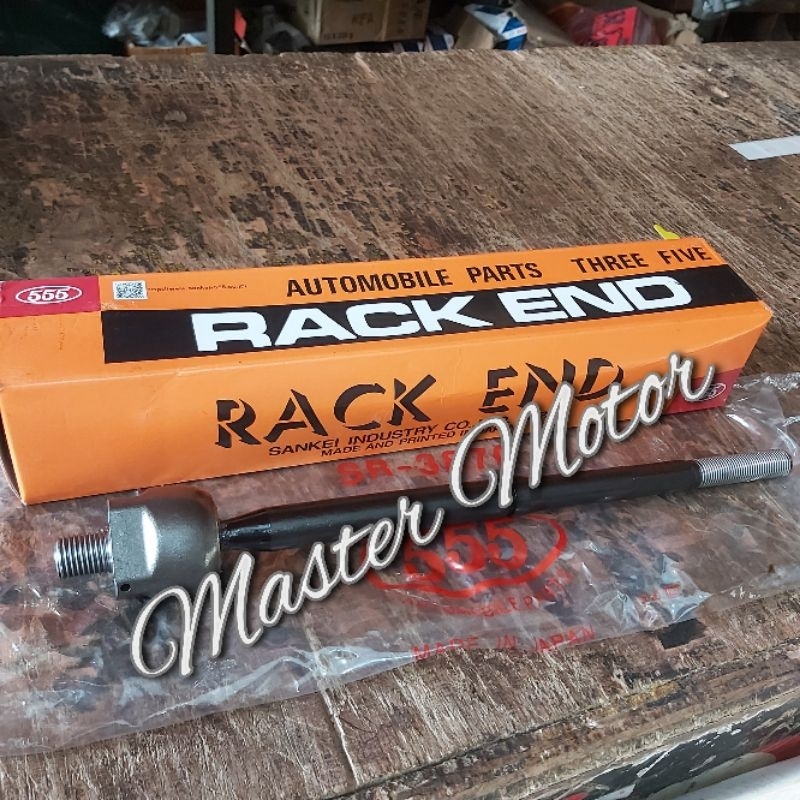 555
AUTOMOBILE PARTS THREE FIVE
RACK END
RACK END
SANKEI INDUSTRY CO.
MADE AND PRINTED IN
Master Motor
555
MADE IN JAPAN